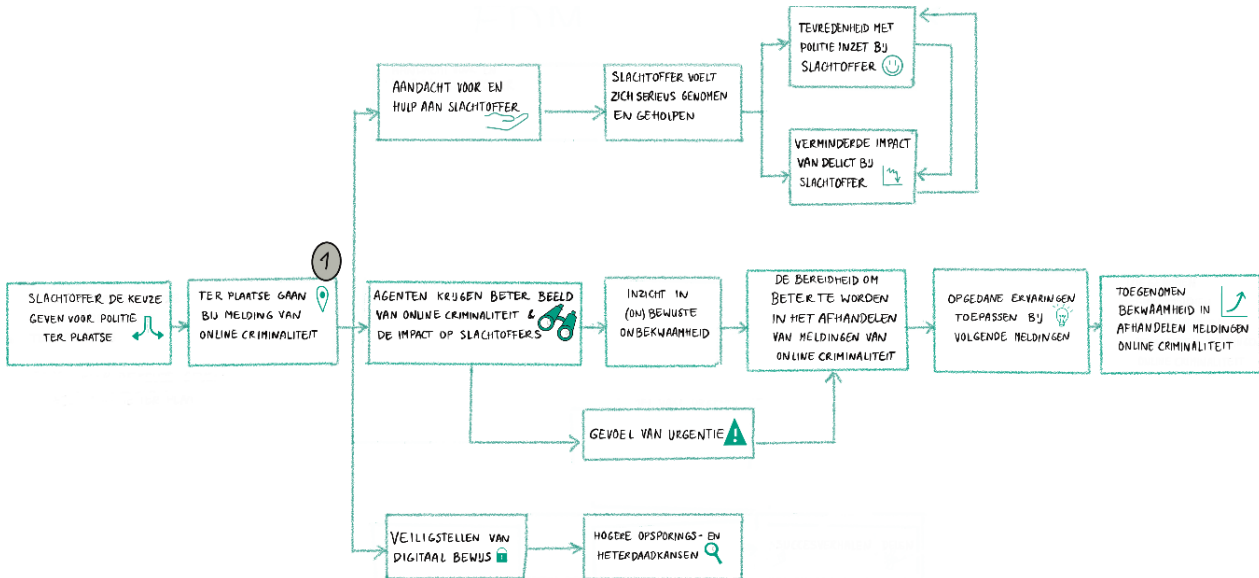 TEVREDENHEID MET
POLITIE INZET BIJ
SLACHTOFFER
AANDACHT VOOR EN
HULP AAN SLACHTOFFER
SLACHTOFFER VOELT
ZICH SERIEUS GENOMEN
EN GEHOLPEN
VERMINDERDE IMPACT
VAN DELICT BIJ
SLACHTOFFER
1
SLACHTOFFER DE KEUZE
GEVEN VOOR POLITIE
TER PLAATSE
TER PLAATSE GAAN
BIJ MELDING VAN
ONLINE CRIMINALITEIT
AGENTEN KRIJGEN BETER BEELD
VAN ONLINE CRIMINALITEIT &
DE IMPACT OP SLACHTOFFERS
INZICHT IN
(ON)BEWUSTE
ONBEKWAAMHEID
DE BEREIDHEID OM
BETER TE WORDEN
IN HET AFHANDELEN
VAN MELDINGEN VAN
ONLINE CRIMINALITEIT
OPGEDANE ERVARINGEN
TOEPASSEN BIJ
VOLGENDE MELDINGEN
TOEGENOMEN
BEKWAAMHEID IN
AFHANDELEN MELDINGEN
ONLINE CRIMINALITEIT
GEVOEL VAN URGENTIE
VEILIGSTELLEN VAN
DIGITAAL BEWIJS
HOGERE OPSPORINGS- EN
HETERDAADKANSEN